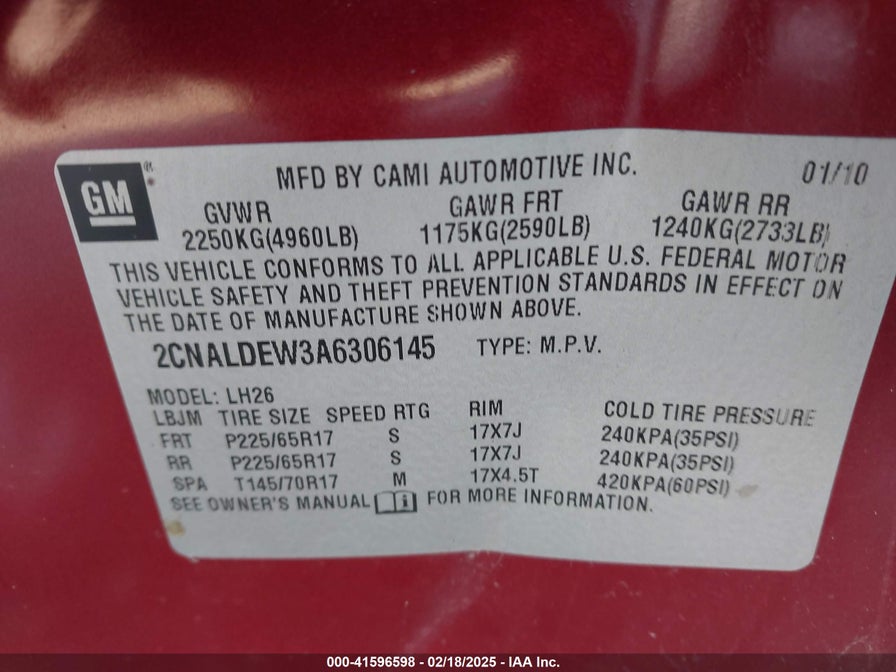 GM ®
MFD BY CAMI AUTOMOTIVE INC. 01/10
GVWR GAWR FRT GAWR RR
2250KG(4960LB) 1175KG(2590LB) 1240KG(2733LB)
THIS VEHICLE CONFORMS TO ALL APPLICABLE U.S. FEDERAL MOTOR
VEHICLE SAFETY AND THEFT PREVENTION STANDARDS IN EFFECT ON
THE DATE OF MANUFACTURE SHOWN ABOVE.
2CNALDEW3A6306145 TYPE: M.P.V.
MODEL: LH26
LBJM TIRE SIZE SPEED RTG RIM COLD TIRE PRESSURE
FRT P225/65R17 S 17X7J 240KPA(35PSI)
RR P225/65R17 S 17X7J 240KPA(35PSI)
SPA T145/70R17 M 17X4.5T 420KPA(60PSI)
SEE OWNER'S MANUAL i FOR MORE INFORMATION.
000-41596598 - 02/18/2025 - IAA Inc.